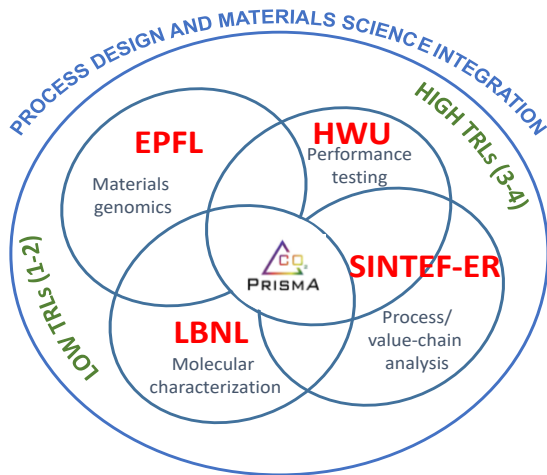 PROCESS DESIGN AND MATERIALS SCIENCE INTEGRATION
HIGH TRLs (3-4)
EPFL
Materials
genomics
HWU
Performance
testing
CO2
PRISMA
SINTEF-ER
Process/
value-chain
analysis
LBNL
Molecular
characterization
LOW TRLs (1-2)